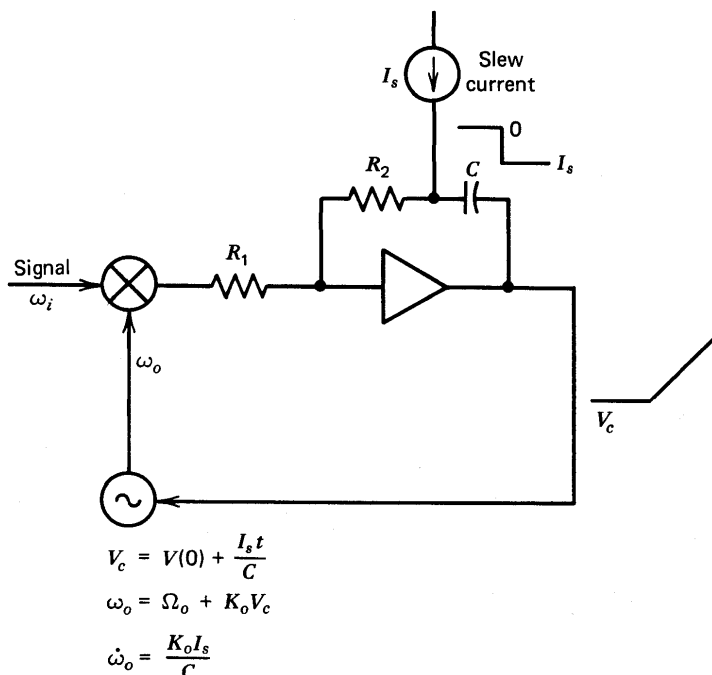 Slew
current
I_s
0
I_s
R_2
C
R_1
Signal
ω_i
ω_o
V_c
V_c = V(0) + I_s t / C
ω_o = Ω_o + K_o V_c
ω̇_o = K_o I_s / C